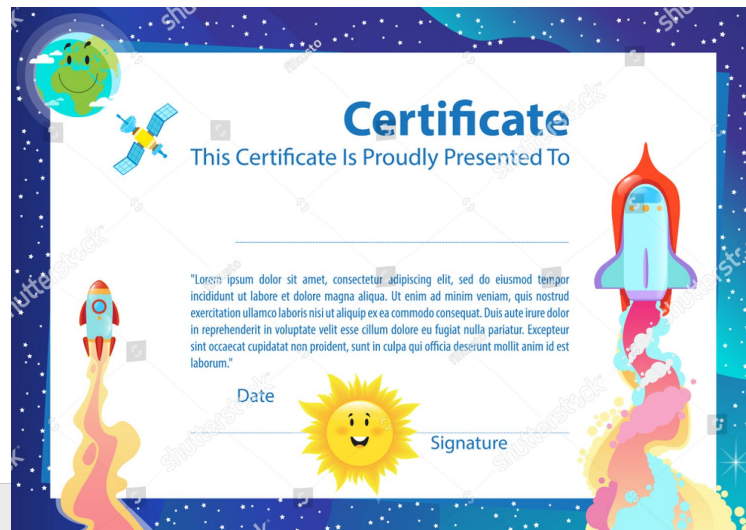 Certificate
This Certificate Is Proudly Presented To
"Lorem ipsum dolor sit amet, consectetur adipiscing elit, sed do eiusmod tempor
incididunt ut labore et dolore magna aliqua. Ut enim ad minim veniam, quis nostrud
exercitation ullamco laboris nisi ut aliquip ex ea commodo consequat. Duis aute irure dolor
in reprehenderit in voluptate velit esse cillum dolore eu fugiat nulla pariatur. Excepteur
sint occaecat cupidatat non proident, sunt in culpa qui officia deserunt mollit anim id est
laborum."
Date
Signature
shutterstock
shutterstock
shutterstock